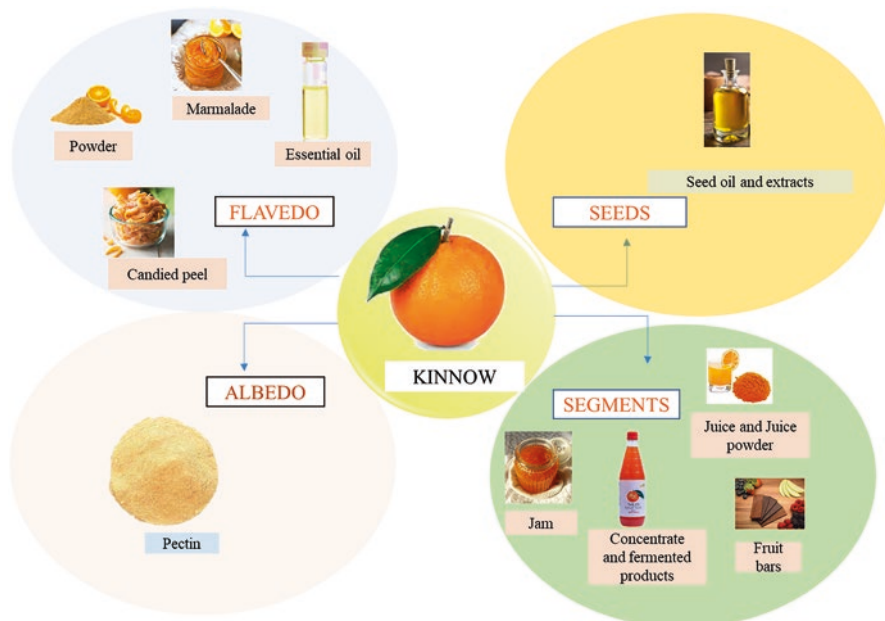 Marmalade
Powder
Essential oil
FLAVEDO
Candied peel
Seed oil and extracts
SEEDS
KINNOW
ALBEDO
Pectin
SEGMENTS
Juice and Juice
powder
Jam
Concentrate
and fermented
products
Fruit
bars